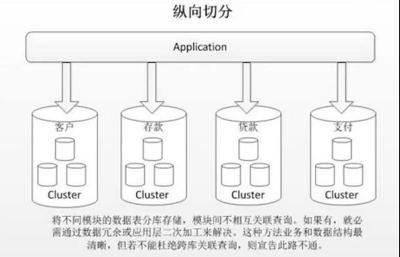 纵向切分
Application
客户 存款 贷款 支付
Cluster Cluster Cluster Cluster
将不同模块的数据表分库存储，模块间不相互关联查询。如果有，就必
需通过数据冗余或应用层二次加工来解决。这种方法业务和数据结构最
清晰，但若不能杜绝跨库关联查询，则宣告此路不通。